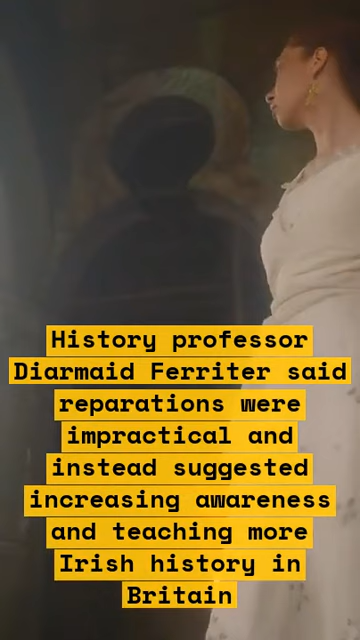 History professor
Diarmaid Ferriter said
reparations were
impractical and
instead suggested
increasing awareness
and teaching more
Irish history in
Britain